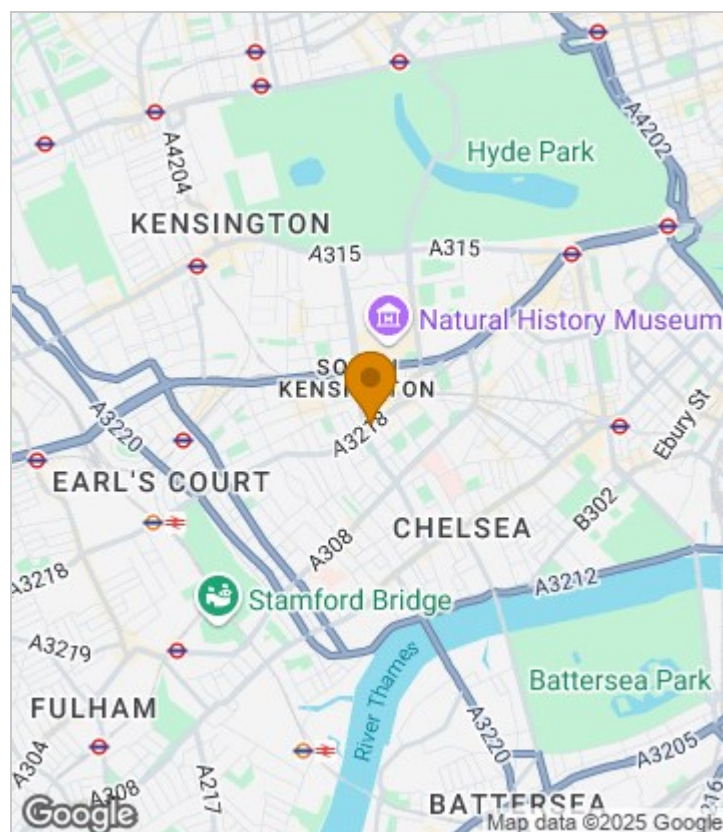 A4204
Hyde Park
A4202
KENSINGTON
A315
A315
Natural History Museum
SOUTH
KENSINGTON
A3220
A3218
Ebury St
EARL'S COURT
B302
CHELSEA
A308
A3218
A3212
Stamford Bridge
A3219
River Thames
Battersea Park
FULHAM
A3220
A3205
A304
A308
A217
BATTERSEA
Google
Map data ©2025 Google